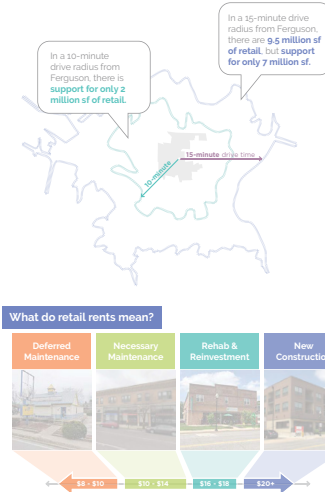 In a 15-minute drive
radius from Ferguson,
there are 9.5 million sf
of retail, but support
for only 7 million sf.
In a 10-minute
drive radius from
Ferguson, there is
support for only 2
million sf of retail.
15-minute drive time
10-minute
What do retail rents mean?
Deferred
Maintenance
Necessary
Maintenance
Rehab &
Reinvestment
New
Constructio
$8 - $10
$10 - $14
$16 - $18
$20+